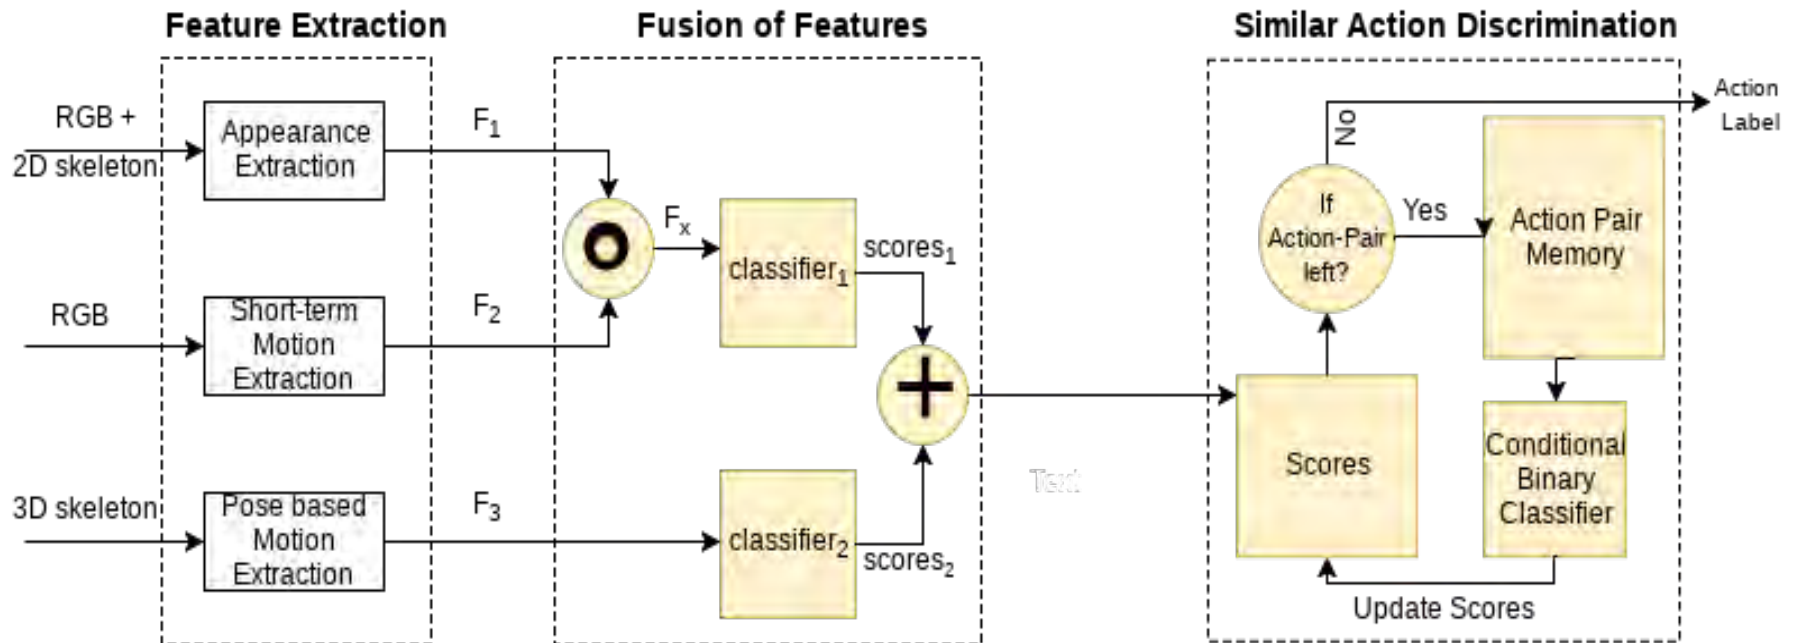 Feature Extraction
Fusion of Features
Similar Action Discrimination
RGB +
2D skeleton
Appearance
Extraction
F1
RGB
Short-term
Motion
Extraction
F2
3D skeleton
Pose based
Motion
Extraction
F3
Fx
classifier1
scores1
classifier2
scores2
Text
Scores
If
Action-Pair
left?
No
Yes
Action
Label
Action Pair
Memory
Conditional
Binary
Classifier
Update Scores